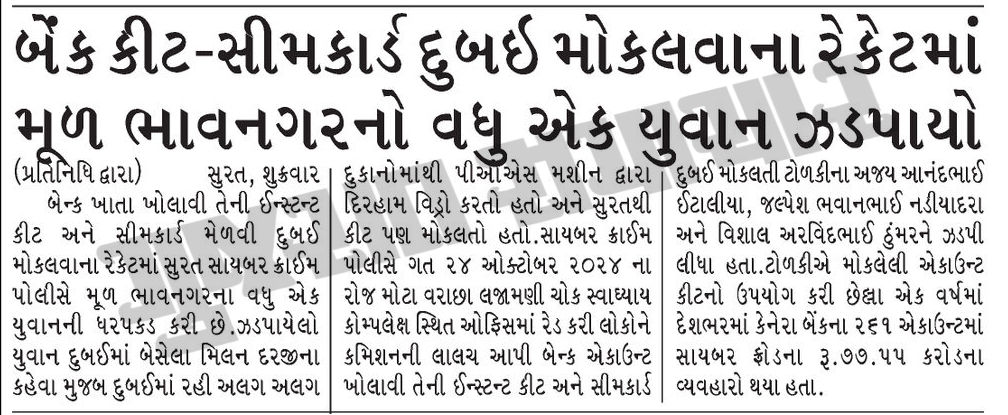 બેંક કીટ-સીમકાર્ડ દુબઇ મોકલવાના રેકેટમાં
મૂળ ભાવનગરનો વધુ એક યુવાન ઝડપાયો
(પ્રતિનિધિ દ્વારા) સુરત, શુક્રવાર
બેન્ક ખાતા ખોલાવી તેની ઈન્સ્ટન્ટ
કીટ અને સીમકાર્ડ મેળવી દુબઈ
મોકલવાના રેકેટમાં સુરત સાયબર ક્રાઈમ
પોલીસે મૂળ ભાવનગરના વધુ એક
યુવાનની ધરપકડ કરી છે.ઝડપાયેલો
યુવાન દુબઈમાં બેસેલા મિલન દરજીના
કહેવા મુજબ દુબઈમાં રહી અલગ અલગ
દુકાનોમાંથી પીઓએસ મશીન દ્વારા
દિરહામ વિડ્રો કરતો હતો અને સુરતથી
કીટ પણ મોકલતો હતો.સાયબર ક્રાઈમ
પોલીસે ગત ૨૪ ઓક્ટોબર ૨૦૨૪ ના
રોજ મોટા વરાછા લજામણી ચોક સ્વાધ્યાય
કોમ્પલેક્ષ સ્થિત ઓફિસમાં રેડ કરી લોકોને
કમિશનની લાલચ આપી બેન્ક એકાઉન્ટ
ખોલાવી તેની ઈન્સ્ટન્ટ કીટ અને સીમકાર્ડ
દુબઈ મોકલતી ટોળકીના અજય આનંદભાઈ
ઈટાલીયા, જલ્પેશ ભવાનભાઈ નડીયાદરા
અને વિશાલ અરવિંદભાઈ ઠુંમરને ઝડપી
લીધા હતા.ટોળકીએ મોકલેલી એકાઉન્ટ
કીટનો ઉપયોગ કરી છેલ્લા એક વર્ષમાં
દેશભરમાં કેનેરા બેંકના ૨૬૧ એકાઉન્ટમાં
સાયબર ફ્રોડના રૂ.૭૭.૫૫ કરોડના
વ્યવહારો થયા હતા.
ગુજરાત સમાચાર